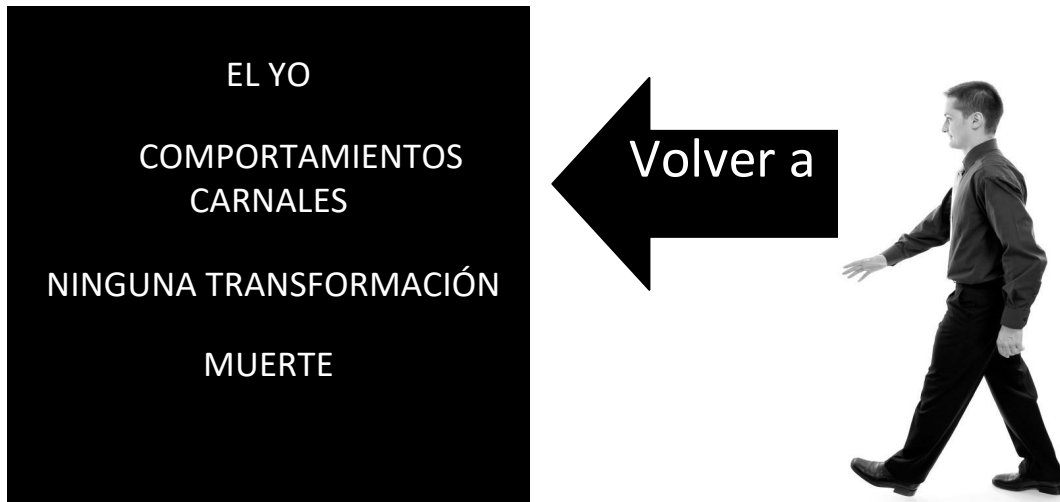 EL YO
COMPORTAMIENTOS
CARNALES
NINGUNA TRANSFORMACIÓN
MUERTE
Volver a